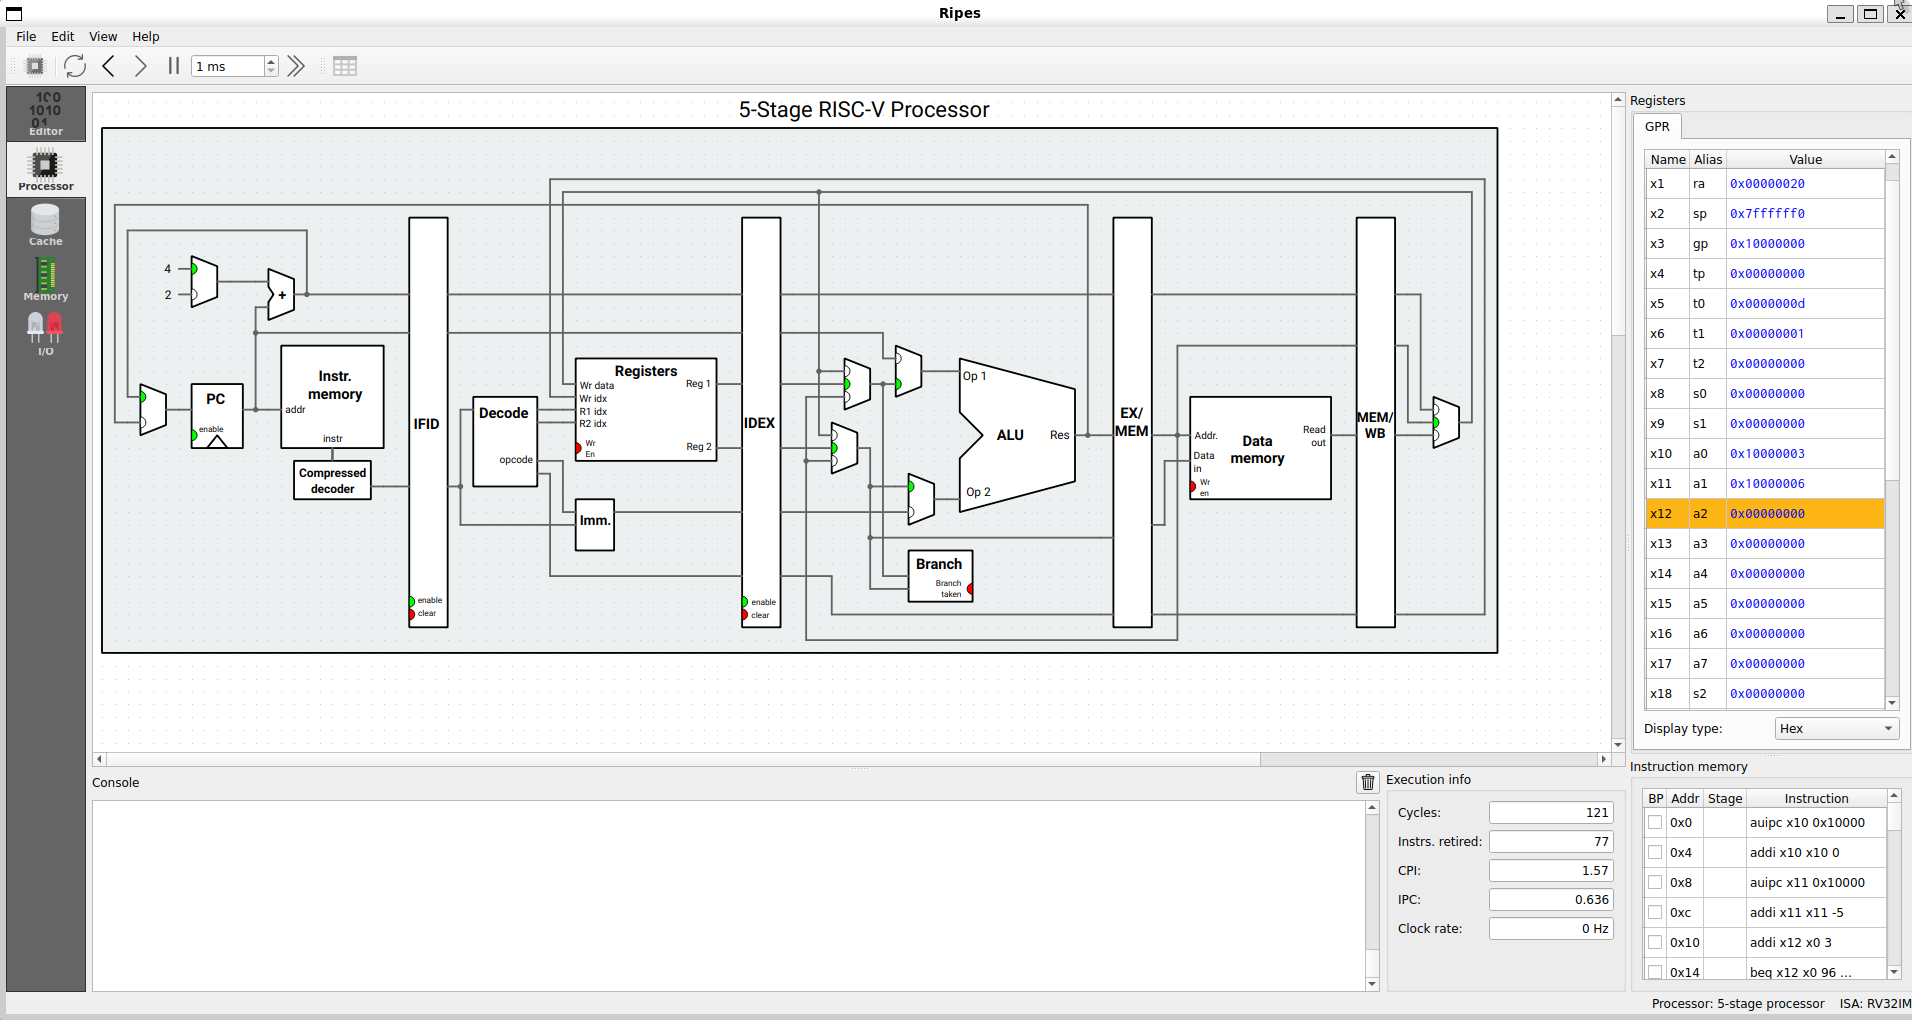 Ripes
File Edit View Help
1 ms
Editor
Processor
Cache
Memory
I/O
5-Stage RISC-V Processor
4
2
+
PC
enable
Instr.
memory
addr
instr
Compressed
decoder
IFID
enable
clear
Decode
opcode
Registers
Wr data
Wr idx
R1 idx
R2 idx
Wr
En
Reg 1
Reg 2
Imm.
IDEX
enable
clear
Op 1
ALU
Res
Op 2
Branch
Branch
taken
EX/
MEM
Addr.
Data
in
Wr
en
Data
memory
Read
out
MEM/
WB
Registers
GPR
Name Alias Value
x1 ra 0x00000020
x2 sp 0x7ffffff0
x3 gp 0x10000000
x4 tp 0x00000000
x5 t0 0x0000000d
x6 t1 0x00000001
x7 t2 0x00000000
x8 s0 0x00000000
x9 s1 0x00000000
x10 a0 0x10000003
x11 a1 0x10000006
x12 a2 0x00000000
x13 a3 0x00000000
x14 a4 0x00000000
x15 a5 0x00000000
x16 a6 0x00000000
x17 a7 0x00000000
x18 s2 0x00000000
Display type: Hex
Console
Execution info
Cycles: 121
Instrs. retired: 77
CPI: 1.57
IPC: 0.636
Clock rate: 0 Hz
Instruction memory
BP Addr Stage Instruction
0x0 auipc x10 0x10000
0x4 addi x10 x10 0
0x8 auipc x11 0x10000
0xc addi x11 x11 -5
0x10 addi x12 x0 3
0x14 beq x12 x0 96 ...
Processor: 5-stage processor ISA: RV32IM